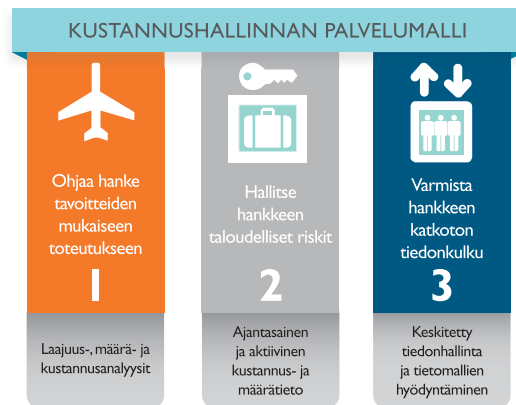 KUSTANNUSHALLINNAN PALVELUMALLI
Ohjaa hanke
tavoitteiden
mukaiseen
toteutukseen
1
Laajuus-, määrä- ja
kustannusanalyysit
Hallitse
hankkeen
taloudelliset riskit
2
Ajantasainen
ja aktiivinen
kustannus- ja
määrätieto
Varmista
hankkeen
katkoton
tiedonkulku
3
Keskitetty
tiedonhallinta
ja tietomallien
hyödyntäminen